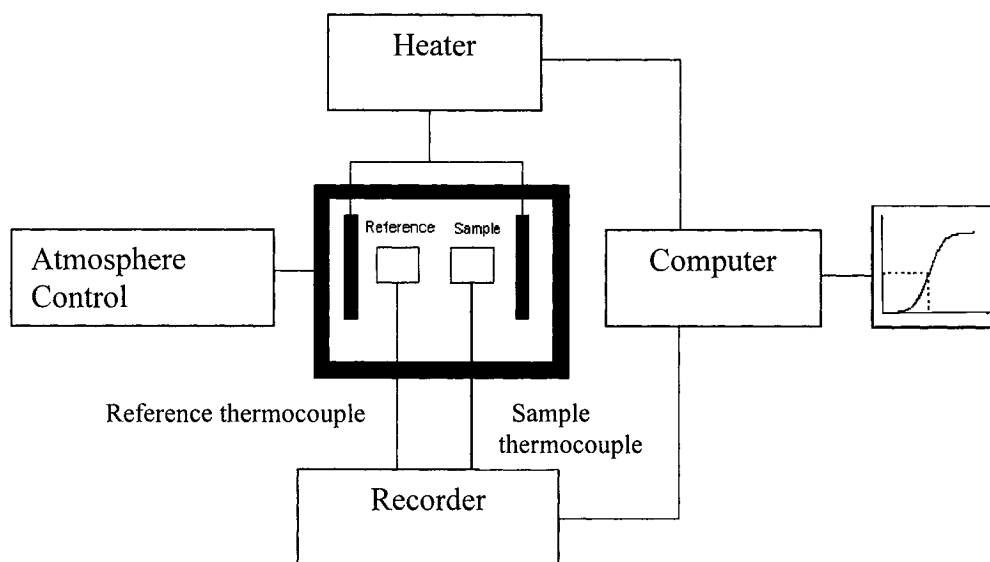 Heater
Reference Sample
Atmosphere
Control
Computer
Reference thermocouple
Sample
thermocouple
Recorder